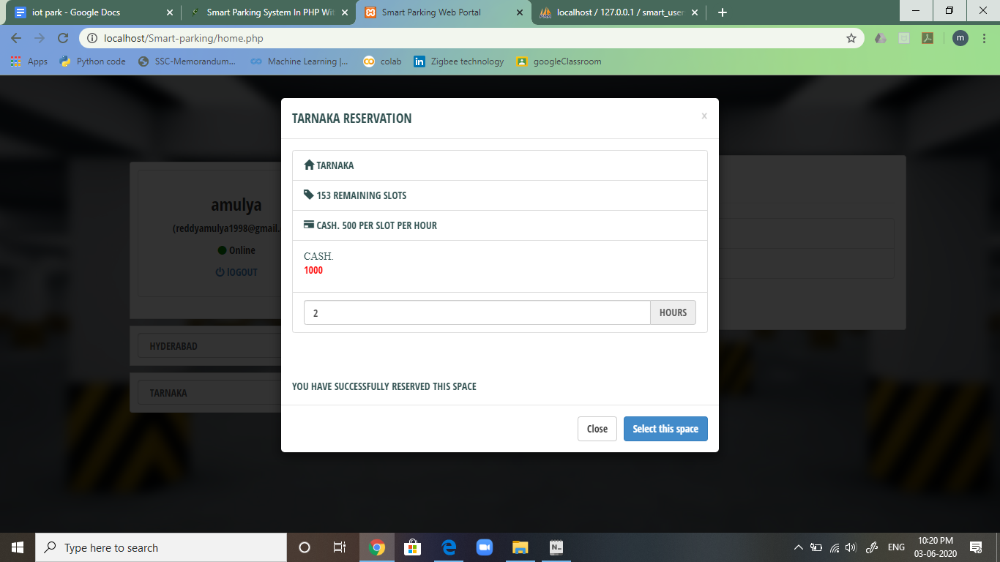 iot park - Google Docs
Smart Parking System In PHP Wit
Smart Parking Web Portal
localhost / 127.0.0.1 / smart_user
localhost/Smart-parking/home.php
m
Apps
Python code
SSC-Memorandum...
Machine Learning |...
colab
Zigbee technology
googleClassroom
TARNAKA RESERVATION
x
TARNAKA
153 REMAINING SLOTS
CASH. 500 PER SLOT PER HOUR
CASH.
1000
2
HOURS
YOU HAVE SUCCESSFULLY RESERVED THIS SPACE
Close
Select this space
amulya
(reddyamulya1998@gmail.
Online
lOGOUT
HYDERABAD
TARNAKA
Type here to search
ENG
10:20 PM
03-06-2020